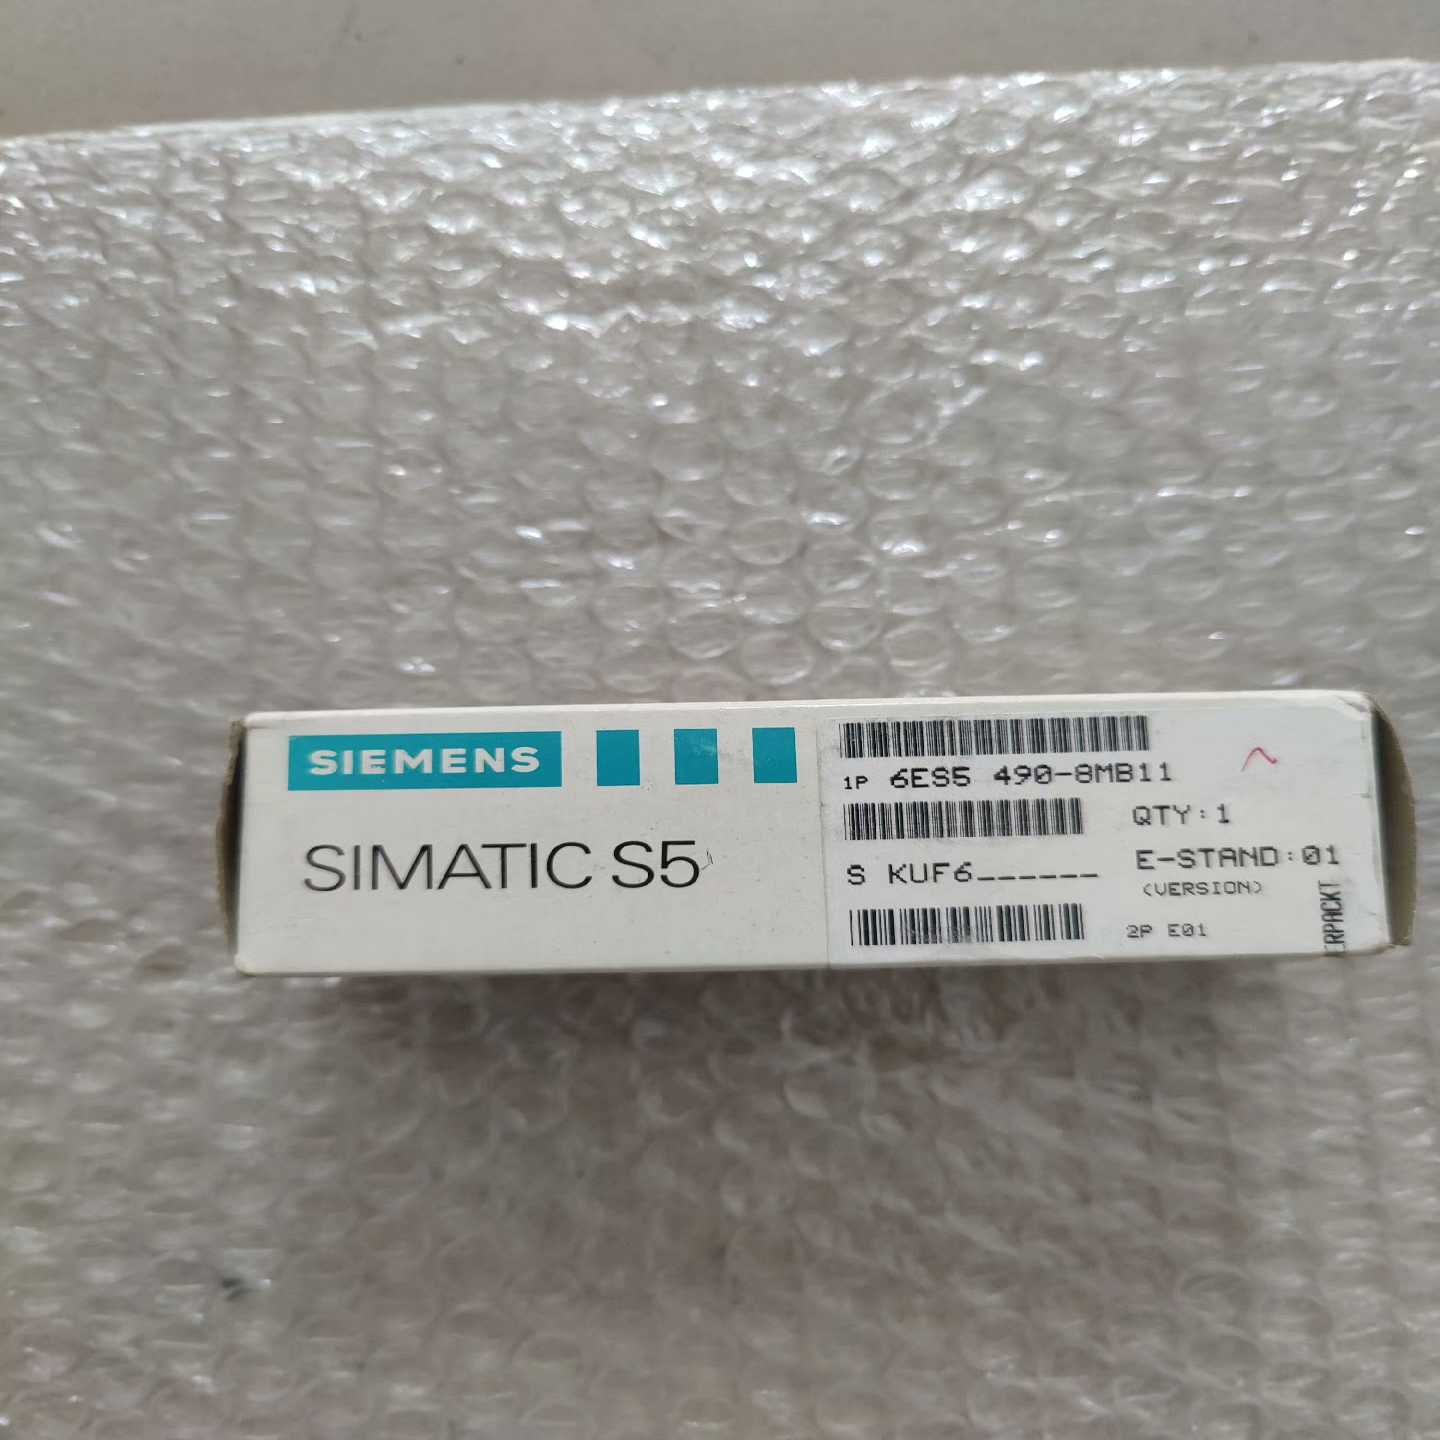 SIEMENS
SIMATIC S5
1P 6ES5 490-8MB11
QTY:1
S KUF6______
E-STAND:01
(VERSION)
2P E01
ERPACKT